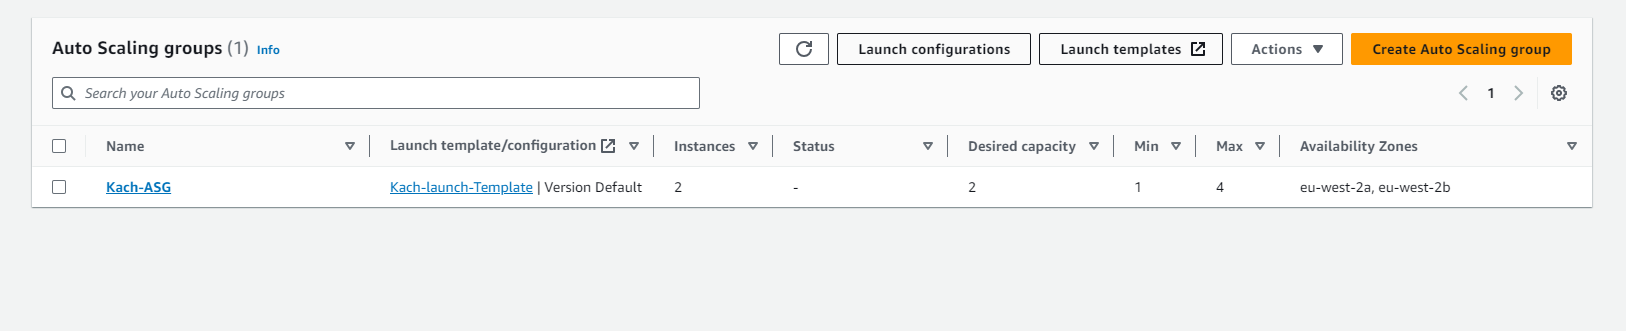 Auto Scaling groups (1) Info
Launch configurations
Launch templates
Actions
Create Auto Scaling group
Search your Auto Scaling groups
1
Name Launch template/configuration Instances Status Desired capacity Min Max Availability Zones
Kach-ASG Kach-launch-Template | Version Default 2 - 2 1 4 eu-west-2a, eu-west-2b